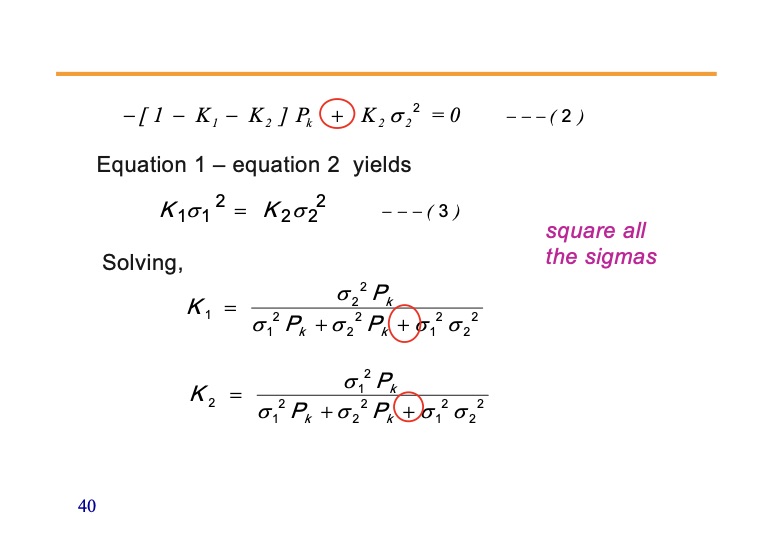 – [ 1 – K₁ – K₂ ] Pₖ + K₂ σ₂² = 0 – – – ( 2 )
Equation 1 – equation 2 yields
K₁σ₁² = K₂σ₂² – – – ( 3 )
square all
the sigmas
Solving,
K₁ = σ₂² Pₖ / σ₁² Pₖ + σ₂² Pₖ + σ₁² σ₂²
K₂ = σ₁² Pₖ / σ₁² Pₖ + σ₂² Pₖ + σ₁² σ₂²
40